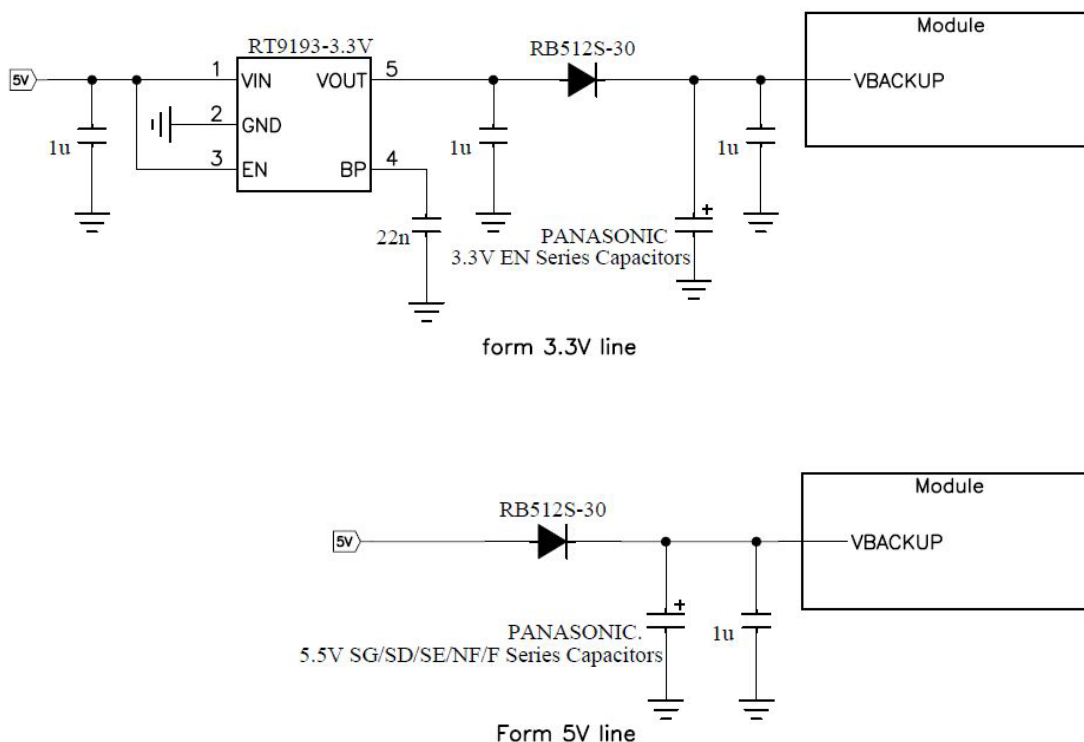 Module
RT9193-3.3V
RB512S-30
5V
1 VIN VOUT 5
VBACKUP
2 GND
1u
3 EN BP 4
1u
1u
22n
PANASONIC
3.3V EN Series Capacitors
form 3.3V line
Module
RB512S-30
5V
VBACKUP
PANASONIC.
5.5V SG/SD/SE/NF/F Series Capacitors
1u
Form 5V line